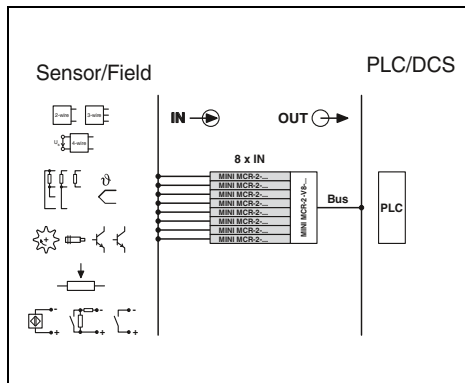 Sensor/Field
PLC/DCS
2-wire
3-wire
4-wire
IN
OUT
8 x IN
MINI MCR-2-...
MINI MCR-2-...
MINI MCR-2-...
MINI MCR-2-...
MINI MCR-2-...
MINI MCR-2-...
MINI MCR-2-...
MINI MCR-2-...
MINI MCR-2-V8-...
Bus
PLC
ϑ
-
+
-
+
-
+